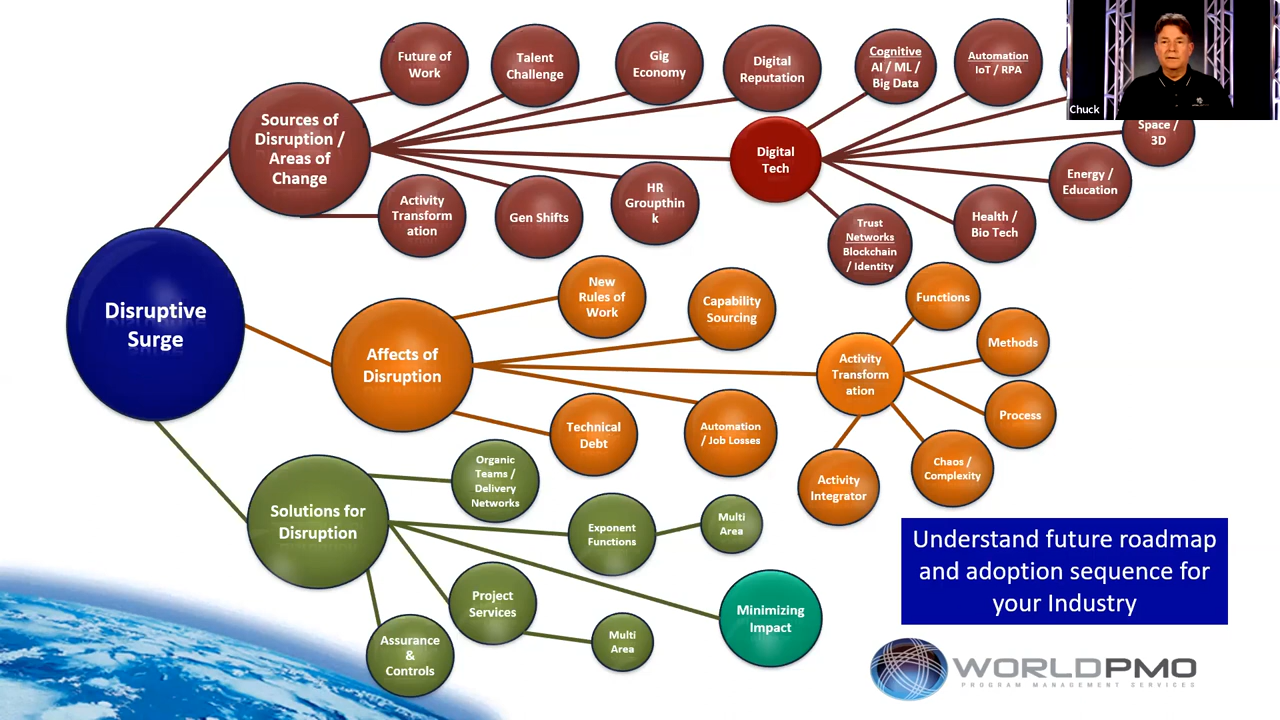 Future of
Work
Talent
Challenge
Gig
Economy
Digital
Reputation
Cognitive
AI / ML /
Big Data
Automation
IoT / RPA
Chuck
Sources of
Disruption /
Areas of
Change
Digital
Tech
Space /
3D
Energy /
Education
Activity
Transform
ation
Gen Shifts
HR
Groupthin
k
Trust
Networks
Blockchain
/ Identity
Health /
Bio Tech
Disruptive
Surge
Affects of
Disruption
New
Rules of
Work
Capability
Sourcing
Functions
Methods
Activity
Transform
ation
Process
Technical
Debt
Automation
/ Job Losses
Chaos /
Complexity
Activity
Integrator
Solutions for
Disruption
Organic
Teams /
Delivery
Networks
Exponent
Functions
Multi
Area
Project
Services
Multi
Area
Minimizing
Impact
Assurance
&
Controls
Understand future roadmap
and adoption sequence for
your Industry
WORLDPMO
PROGRAM MANAGEMENT SERVICES